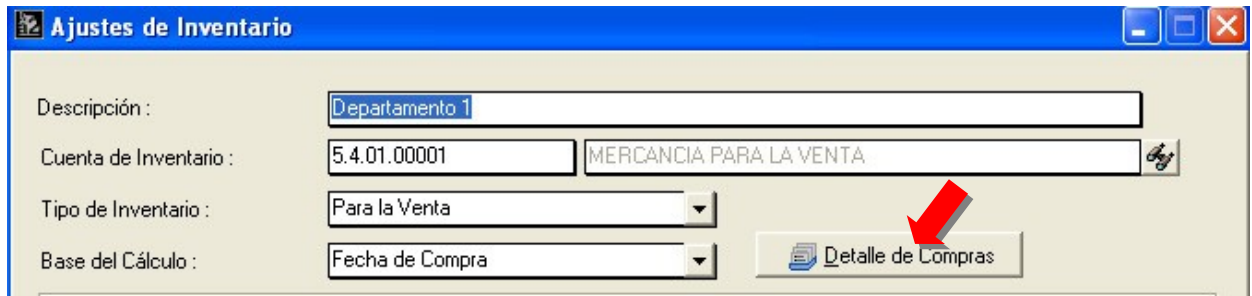 Ajustes de Inventario
Descripción : Departamento 1
Cuenta de Inventario : 5.4.01.00001 MERCANCIA PARA LA VENTA
Tipo de Inventario : Para la Venta
Base del Cálculo : Fecha de Compra Detalle de Compras